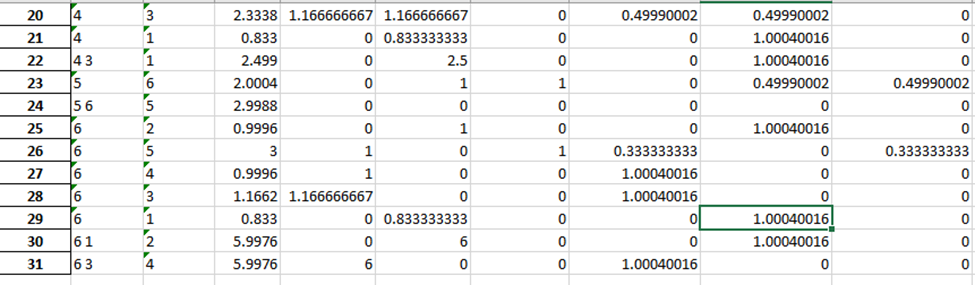 20 4 3 2.3338 1.166666667 1.166666667 0 0.49990002 0.49990002 0
21 4 1 0.833 0 0.833333333 0 0 1.00040016 0
22 4 3 1 2.499 0 2.5 0 0 1.00040016 0
23 5 6 2.0004 0 1 1 0 0.49990002 0.49990002
24 5 6 5 2.9988 0 0 0 0 0 0
25 6 2 0.9996 0 1 0 0 1.00040016 0
26 6 5 3 1 0 1 0.333333333 0 0.333333333
27 6 4 0.9996 1 0 0 1.00040016 0 0
28 6 3 1.1662 1.166666667 0 0 1.00040016 0 0
29 6 1 0.833 0 0.833333333 0 0 1.00040016 0
30 6 1 2 5.9976 0 6 0 0 1.00040016 0
31 6 3 4 5.9976 6 0 0 1.00040016 0 0